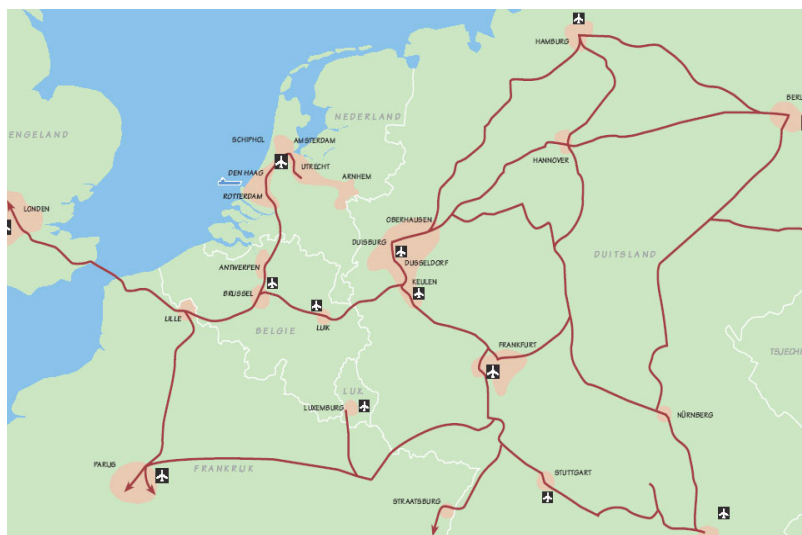 HAMBURG
BERL
NEDERLAND
ENGELAND
SCHIPHOL
AMSTERDAM
HANNOVER
UTRECHT
DEN HAAG
ARNHEM
ROTTERDAM
LONDEN
OBERHAUSEN
DUISBURG
DUITSLAND
DUSSELDORF
ANTWERPEN
KEULEN
BRUSSEL
LILLE
BELGIE
LUIK
FRANKFURT
TSJECHI
LUX
LUXEMBURG
NÜRNBERG
PARIJS
FRANKRIJK
STUTTGART
STRAATSBURG